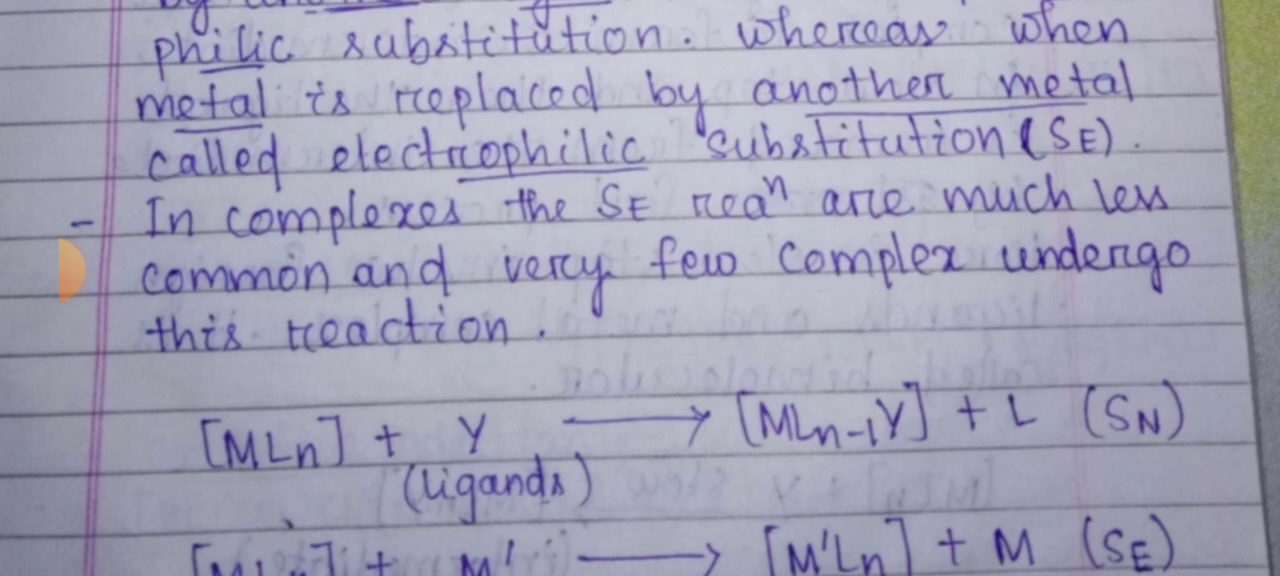 philic substitution. whereas when
metal is replaced by another metal
called electrophilic substitution (SE).
- In complexes the SE reaⁿ are much less
common and very few complex undergo
this reaction.
[MLn] + Y ⟶ [MLn-1Y] + L (SN)
(ligands)
+ M' ⟶ [M'Ln] + M (SE)